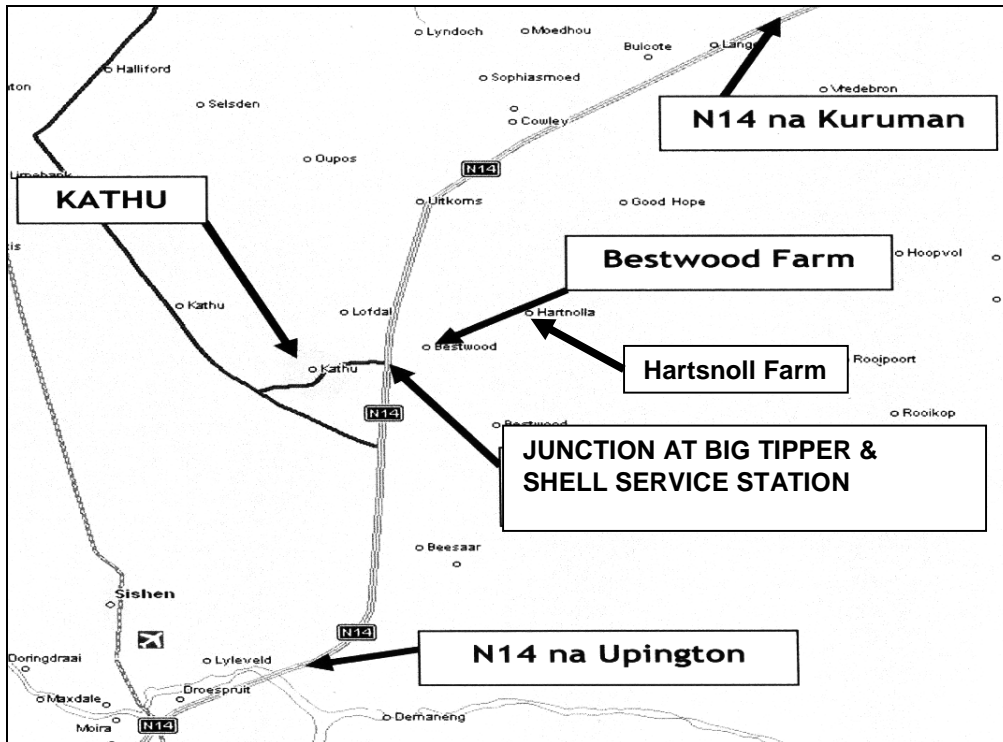 Lyndoch
Moedhou
Bulcote
Halliford
Sophiasmoed
Vredebron
Selsden
Cowley
N14 na Kuruman
Oupos
N14
KATHU
Uitkoms
Good Hope
Bestwood Farm
Hoopvol
Kathu
Lofdal
Hartnolla
Bestwood
Hartsnoll Farm
Rooipoort
Kathu
N14
Rooikop
JUNCTION AT BIG TIPPER &
SHELL SERVICE STATION
Beesaar
Sishen
N14
N14 na Upington
Doringdraai
Lyleveld
Maxdale
Droespruit
Moira
N14
Demaneng